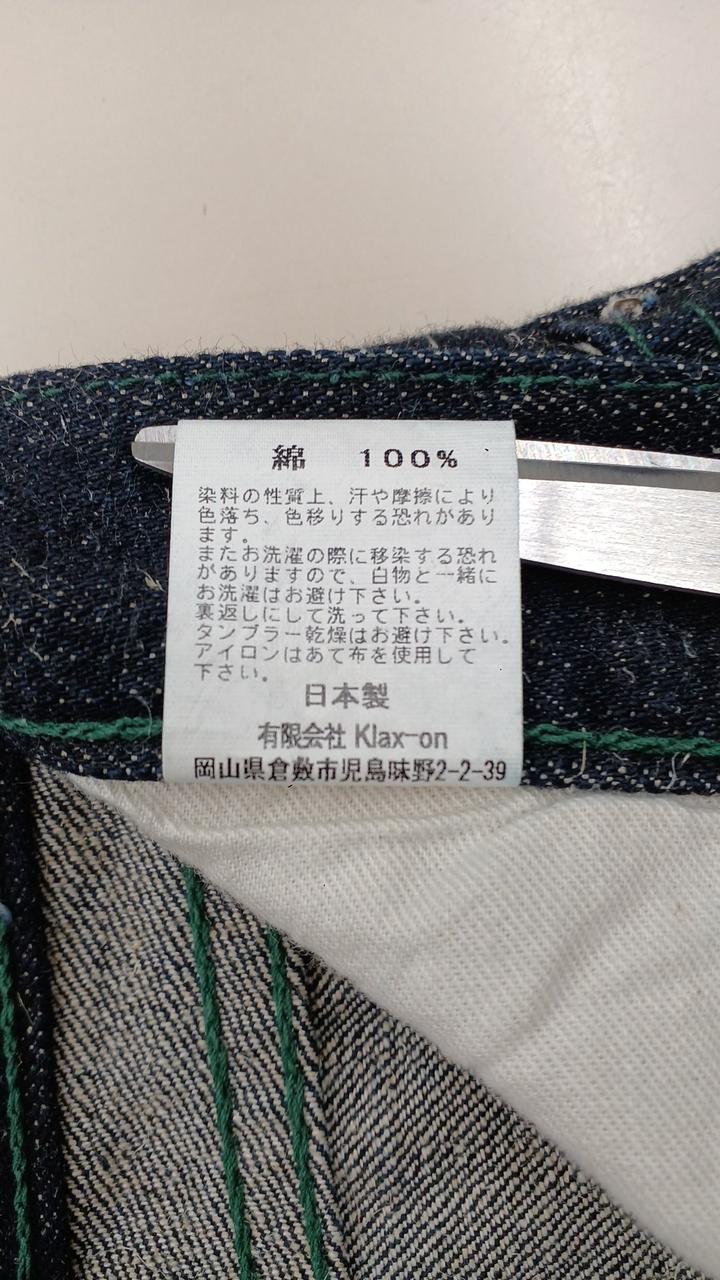 綿 100%
染料の性質上、汗や摩擦により
色落ち、色移りする恐れがあり
ます。
またお洗濯の際に移染する恐れ
がありますので、白物と一緒に
お洗濯はお避け下さい。
裏返しにして洗って下さい。
タンブラー乾燥はお避け下さい。
アイロンはあて布を使用して
下さい。
日本製
有限会社 Klax-on
岡山県倉敷市児島味野2-2-39